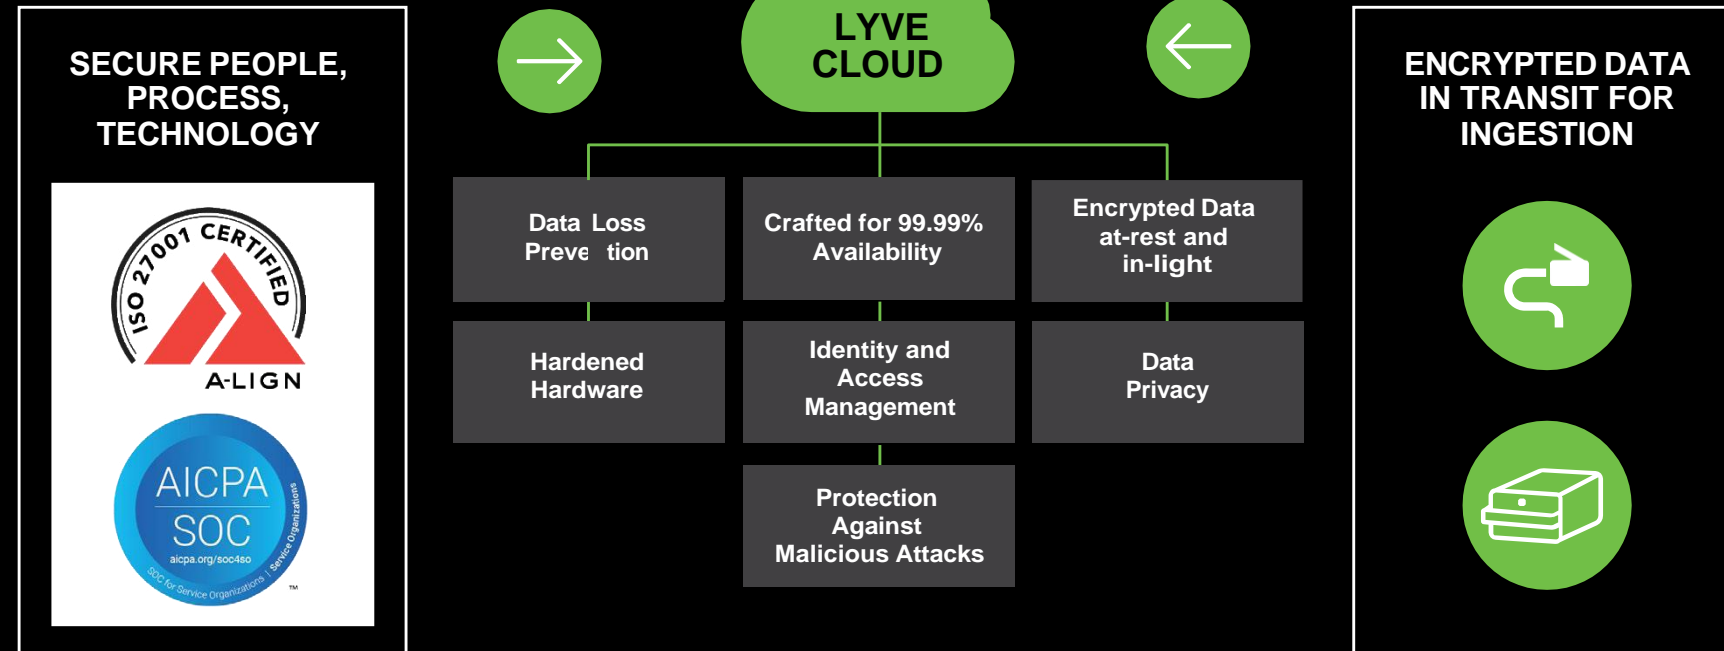 SECURE PEOPLE,
PROCESS,
TECHNOLOGY
ISO 27001 CERTIFIED
A-LIGN
AICPA
SOC
aicpa.org/soc4so
SOC for Service Organizations | Service Organizations
™
LYVE
CLOUD
Data Loss
Preve tion
Crafted for 99.99%
Availability
Encrypted Data
at-rest and
in-light
Hardened
Hardware
Identity and
Access
Management
Data
Privacy
Protection
Against
Malicious Attacks
ENCRYPTED DATA
IN TRANSIT FOR
INGESTION